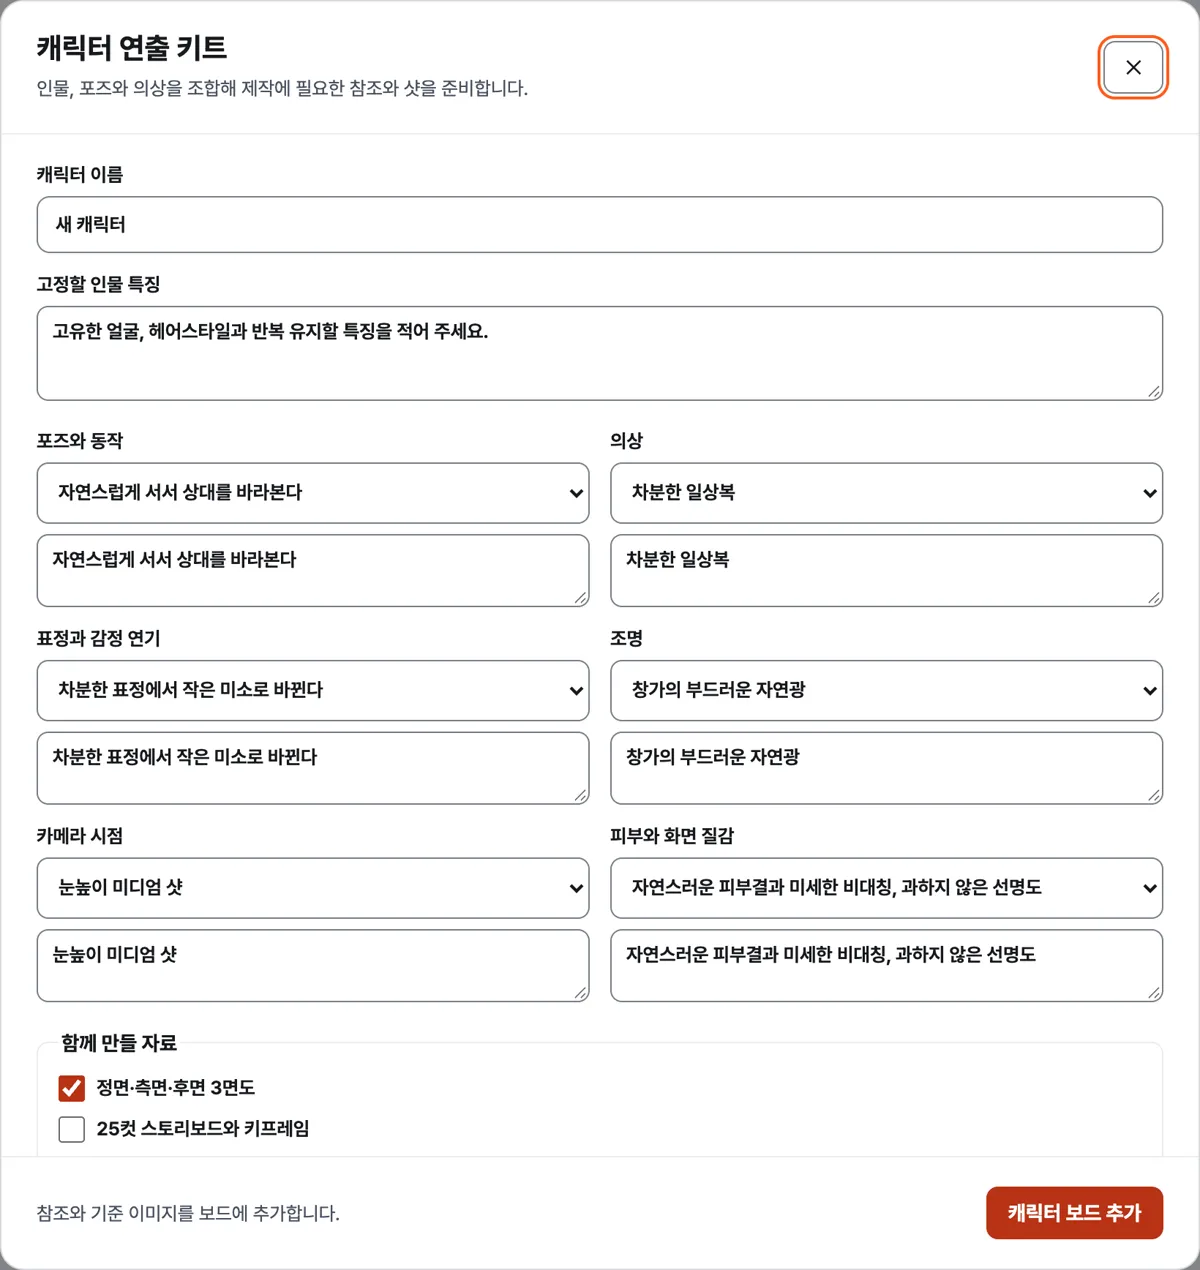 캐릭터 연출 키트
인물, 포즈와 의상을 조합해 제작에 필요한 참조와 샷을 준비합니다.
캐릭터 이름
새 캐릭터
고정할 인물 특징
고유한 얼굴, 헤어스타일과 반복 유지할 특징을 적어 주세요.
포즈와 동작
자연스럽게 서서 상대를 바라본다
자연스럽게 서서 상대를 바라본다
의상
차분한 일상복
차분한 일상복
표정과 감정 연기
차분한 표정에서 작은 미소로 바뀐다
차분한 표정에서 작은 미소로 바뀐다
조명
창가의 부드러운 자연광
창가의 부드러운 자연광
카메라 시점
눈높이 미디엄 샷
눈높이 미디엄 샷
피부와 화면 질감
자연스러운 피부결과 미세한 비대칭, 과하지 않은 선명도
자연스러운 피부결과 미세한 비대칭, 과하지 않은 선명도
함께 만들 자료
정면·측면·후면 3면도
25컷 스토리보드와 키프레임
참조와 기준 이미지를 보드에 추가합니다.
캐릭터 보드 추가